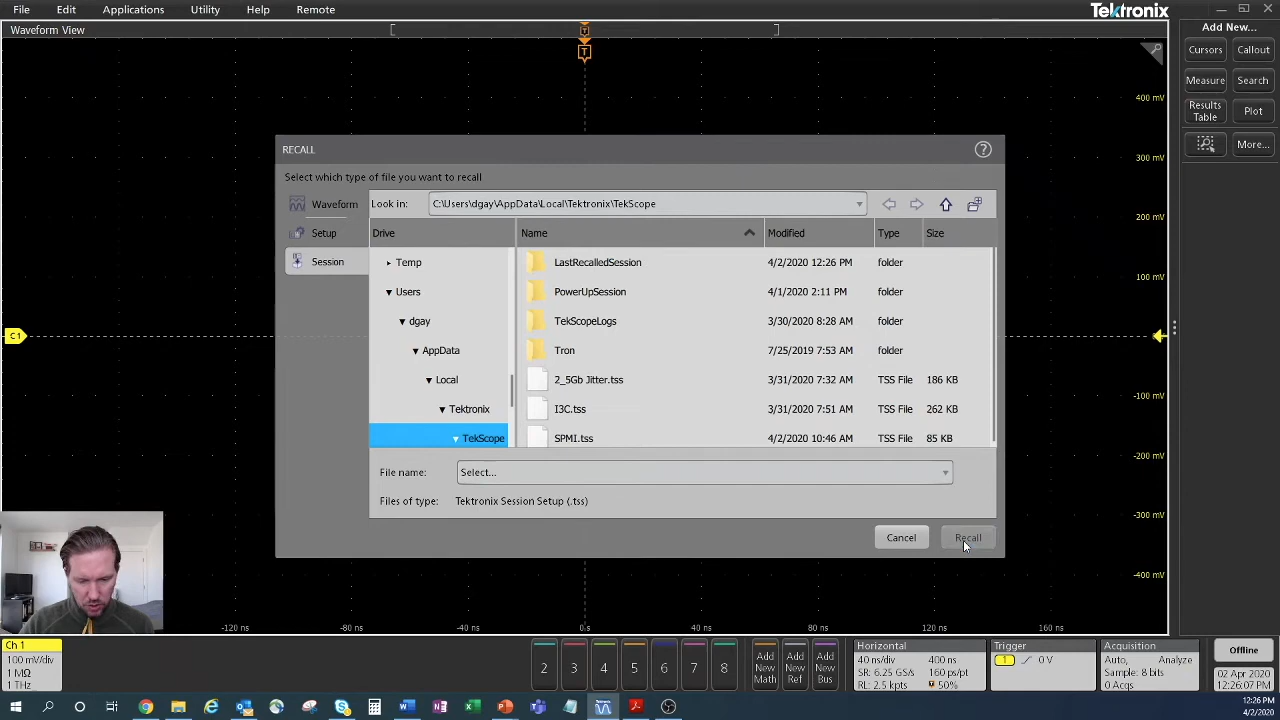 File Edit Applications Utility Help Remote
Tektronix
Waveform View
Add New...
T
T
Cursors Callout
Measure Search
Results Table Plot
More...
400 mV
300 mV
200 mV
100 mV
-100 mV
-200 mV
-300 mV
-400 mV
C1
RECALL
?
Select which type of file you want to recall
Waveform
Setup
Session
Look in: C:\Users\dgay\AppData\Local\Tektronix\TekScope
Drive Name Modified Type Size
Temp
Users
dgay
AppData
Local
Tektronix
TekScope
LastRecalledSession 4/2/2020 12:26 PM folder
PowerUpSession 4/1/2020 2:11 PM folder
TekScopeLogs 3/30/2020 8:28 AM folder
Tron 7/25/2019 7:53 AM folder
2_5Gb Jitter.tss 3/31/2020 7:32 AM TSS File 186 KB
I3C.tss 3/31/2020 7:51 AM TSS File 262 KB
SPMI.tss 4/2/2020 10:46 AM TSS File 85 KB
File name: Select...
Files of type: Tektronix Session Setup (.tss)
Cancel Recall
-120 ns -80 ns -40 ns 0 s 40 ns 80 ns 120 ns 160 ns
Ch 1
100 mV/div
1 MΩ
1 THz
2 3 4 5 6 7 8
Add New Math
Add New Ref
Add New Bus
Horizontal
40 ns/div 400 ns
SR: 6.25 GS/s 160 ps/pt
RL: 2.5 kpts T 50%
Trigger
1 0 V
Acquisition
Auto, Analyze
Sample: 8 bits
0 Acqs
Offline
02 Apr 2020
12:26:07 PM
12:26 PM
4/2/2020